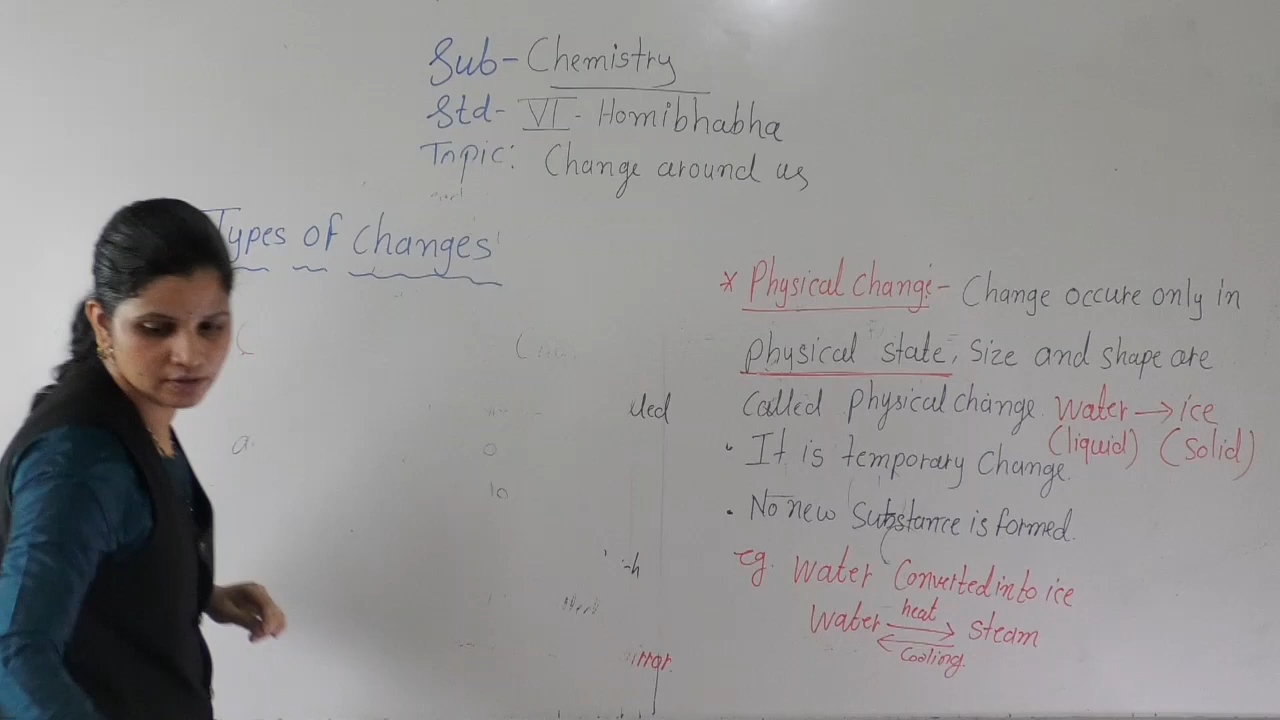 Sub- Chemistry
Std- VI - Homibhabha
Topic: Change around us
Types of changes
* Physical change - Change occure only in
physical state, size and shape are
called physical change water → ice
(liquid) (solid)
• It is temporary change.
• No new substance is formed.
eg. water converted into ice
water heat → steam
← cooling